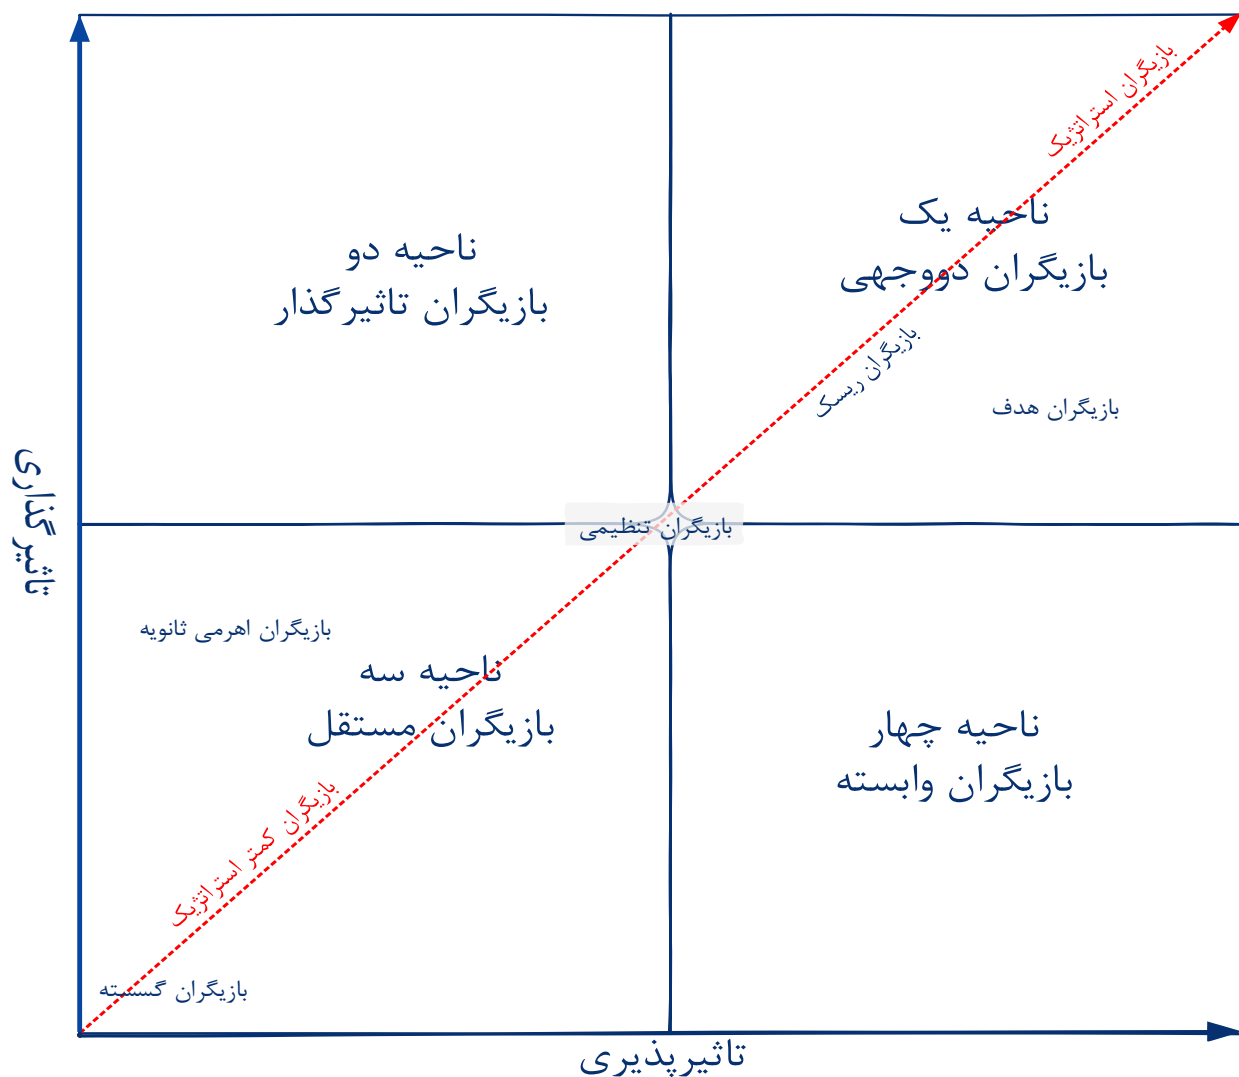 بازیگران استراتژیک
ناحیه یک
بازیگران دووجهی
ناحیه دو
بازیگران تاثیرگذار
بازیگران ریسک
بازیگران هدف
تاثیرگذاری
بازیگران تنظیمی
بازیگران اهرمی ثانویه
ناحیه سه
بازیگران مستقل
ناحیه چهار
بازیگران وابسته
بازیگران کمتر استراتژیک
بازیگران گسسته
تاثیرپذیری